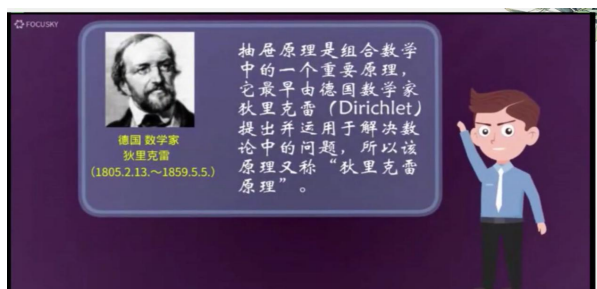 FOCUSKY
抽屉原理是组合数学
中的一个重要原理，
它最早由德国数学家
狄里克雷（Dirichlet）
提出并运用于解决数
论中的问题，所以该
原理又称“狄里克雷
原理”。
德国 数学家
狄里克雷
（1805.2.13.～1859.5.5.）